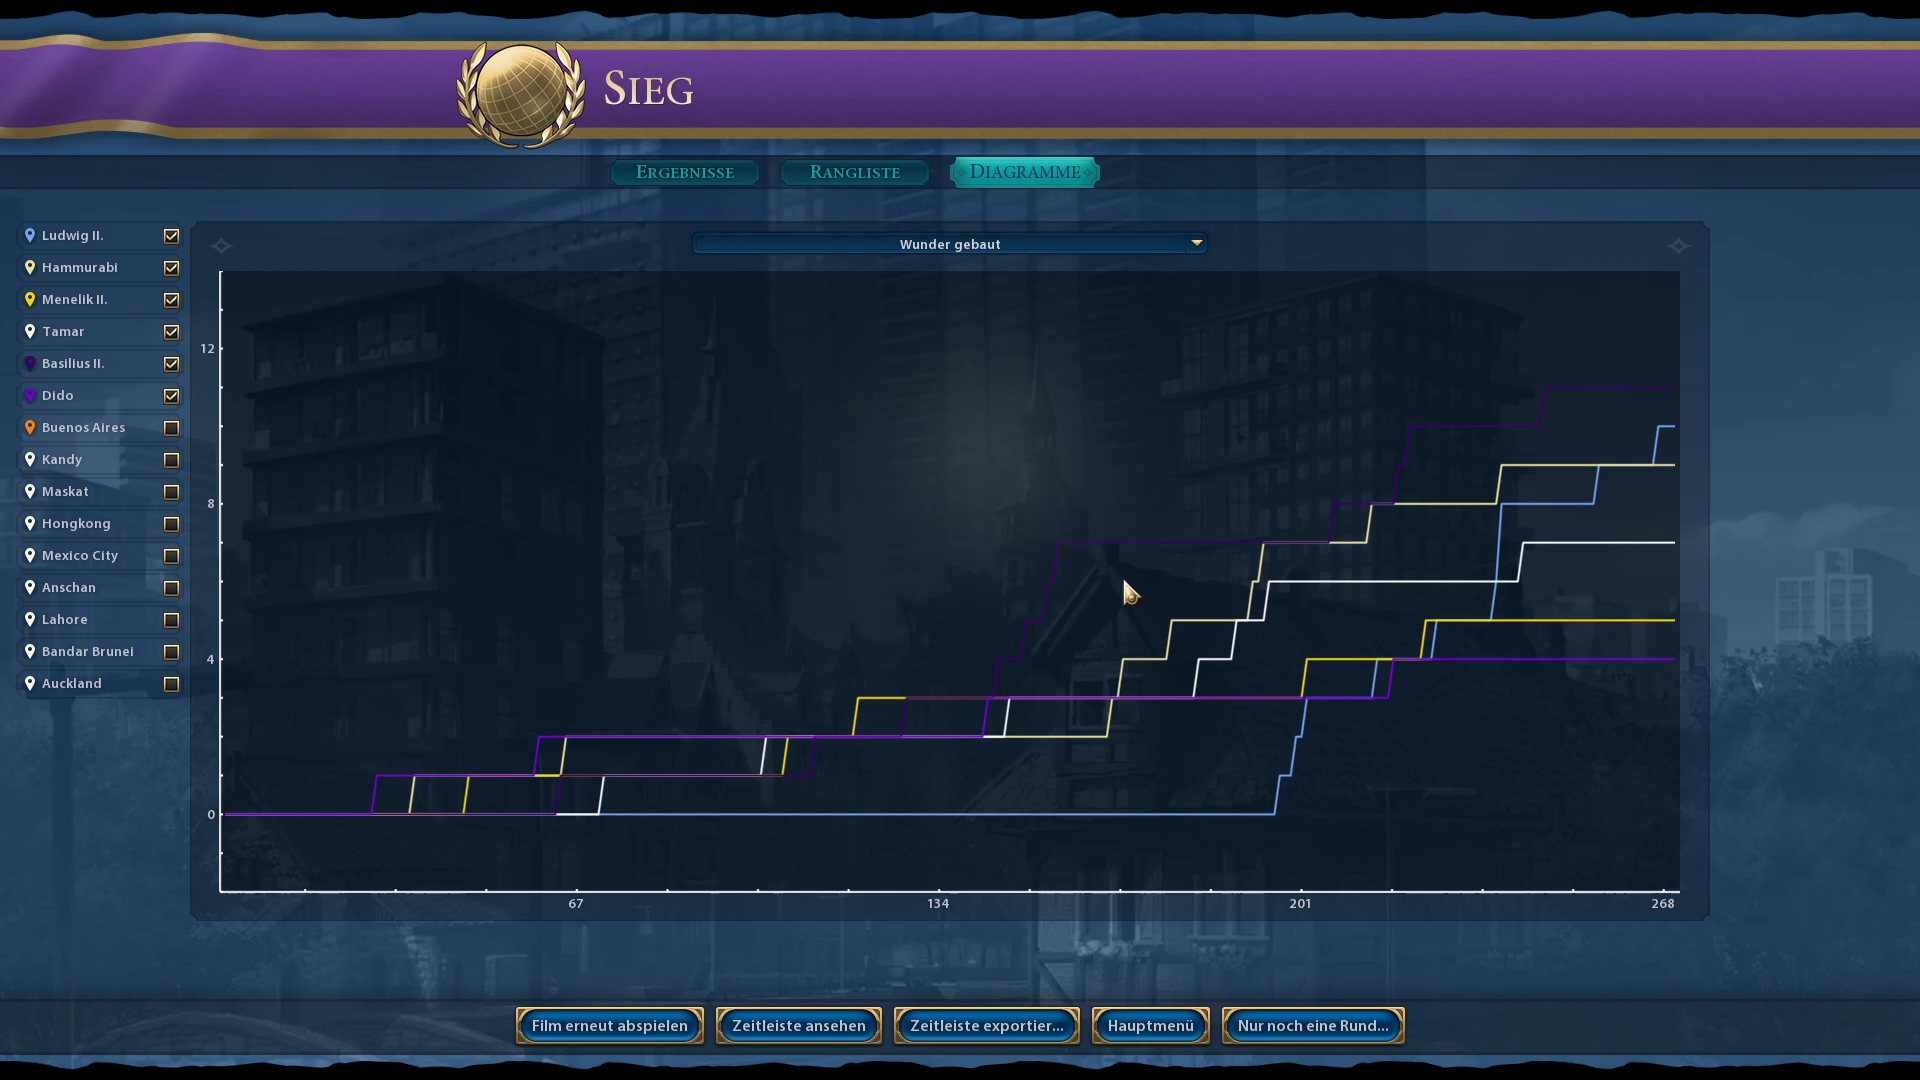 SIEG
ERGEBNISSE
RANGLISTE
DIAGRAMME
Ludwig II.
Hammurabi
Menelik II.
Tamar
Basilius II.
Dido
Buenos Aires
Kandy
Maskat
Hongkong
Mexico City
Anschan
Lahore
Bandar Brunei
Auckland
Wunder gebaut
12
8
4
0
67
134
201
268
Film erneut abspielen
Zeitleiste ansehen
Zeitleiste exportier...
Hauptmenü
Nur noch eine Rund...